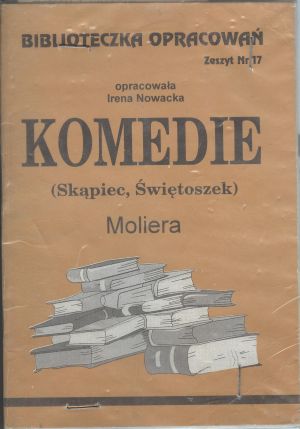 BIBLIOTECZKA OPRACOWAŃ
Zeszyt Nr 17
opracowała
Irena Nowacka
KOMEDIE
(Skąpiec, Świętoszek)
Moliera